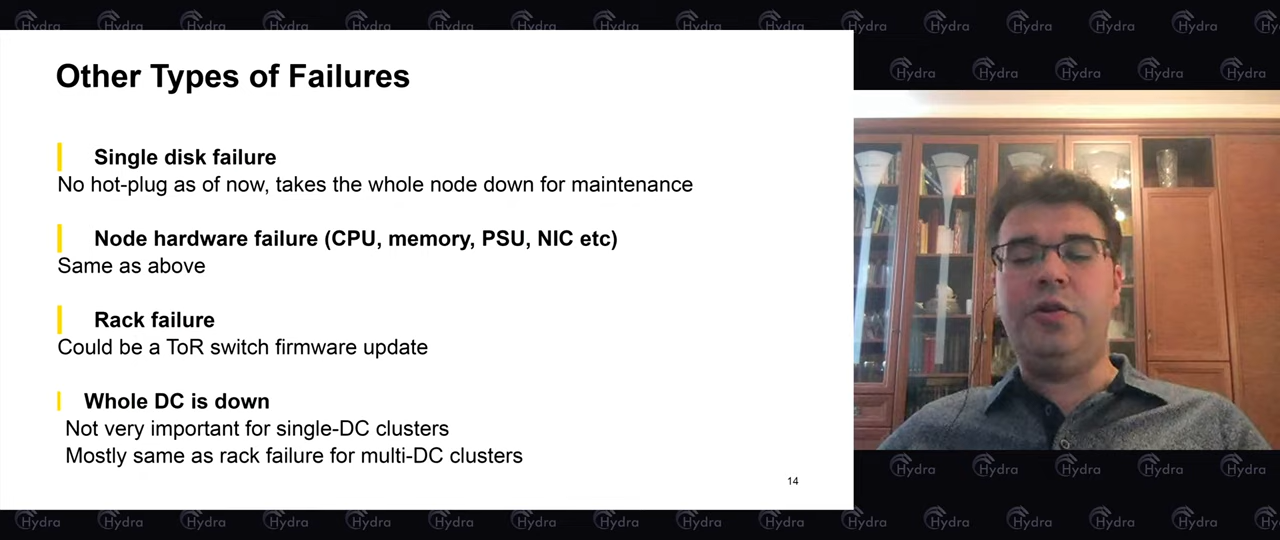 Other Types of Failures
Single disk failure
No hot-plug as of now, takes the whole node down for maintenance
Node hardware failure (CPU, memory, PSU, NIC etc)
Same as above
Rack failure
Could be a ToR switch firmware update
Whole DC is down
Not very important for single-DC clusters
Mostly same as rack failure for multi-DC clusters
14
Hydra